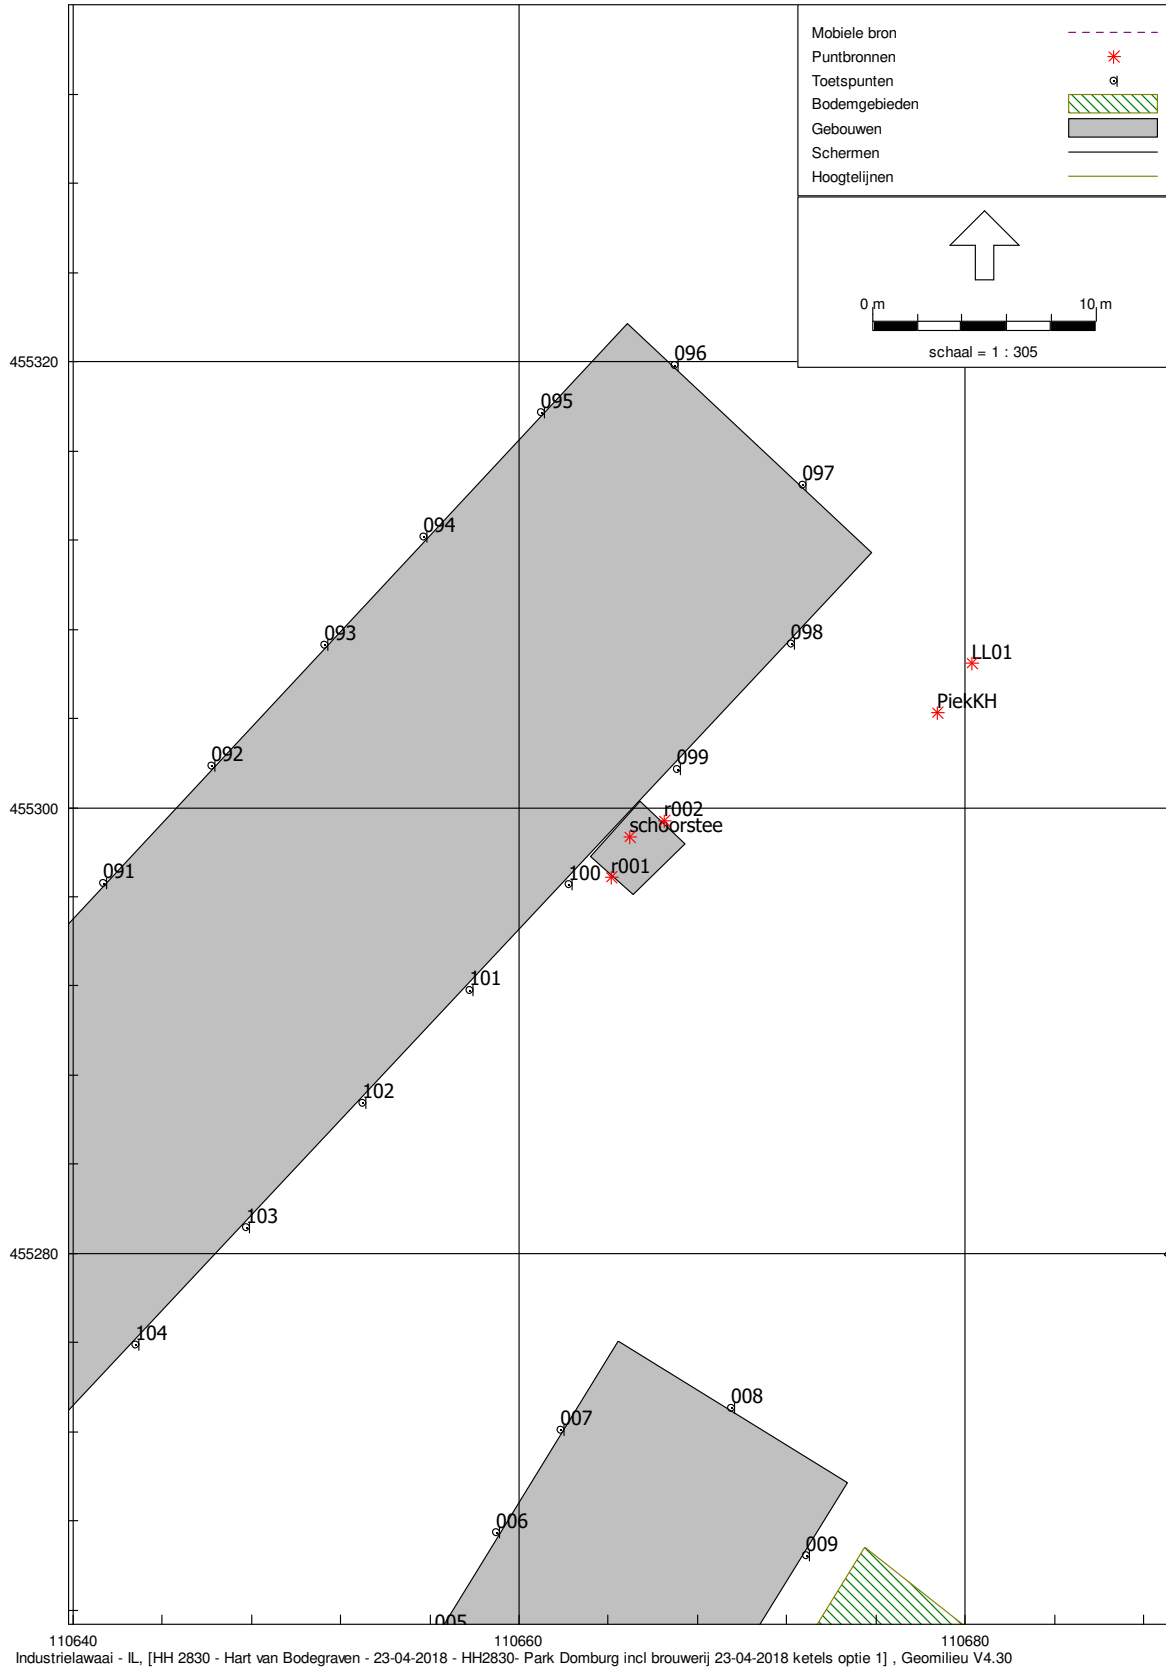 Mobiele bron
Puntbronnen
Toetspunten
Bodemgebieden
Gebouwen
Schermen
Hoogtelijnen
0 m 10 m
schaal = 1 : 305
455320
096
095
097
094
093
098
LL01
PiekKH
092
099
455300
r002
schoorstee
091
100
r001
101
102
103
455280
104
008
007
006
009
005
110640 110660 110680
Industrielawaai - IL, [HH 2830 - Hart van Bodegraven - 23-04-2018 - HH2830- Park Domburg incl brouwerij 23-04-2018 ketels optie 1] , Geomilieu V4.30